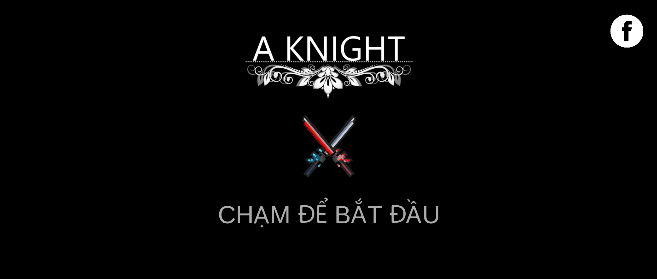 A KNIGHT
CHẠM ĐỂ BẮT ĐẦU